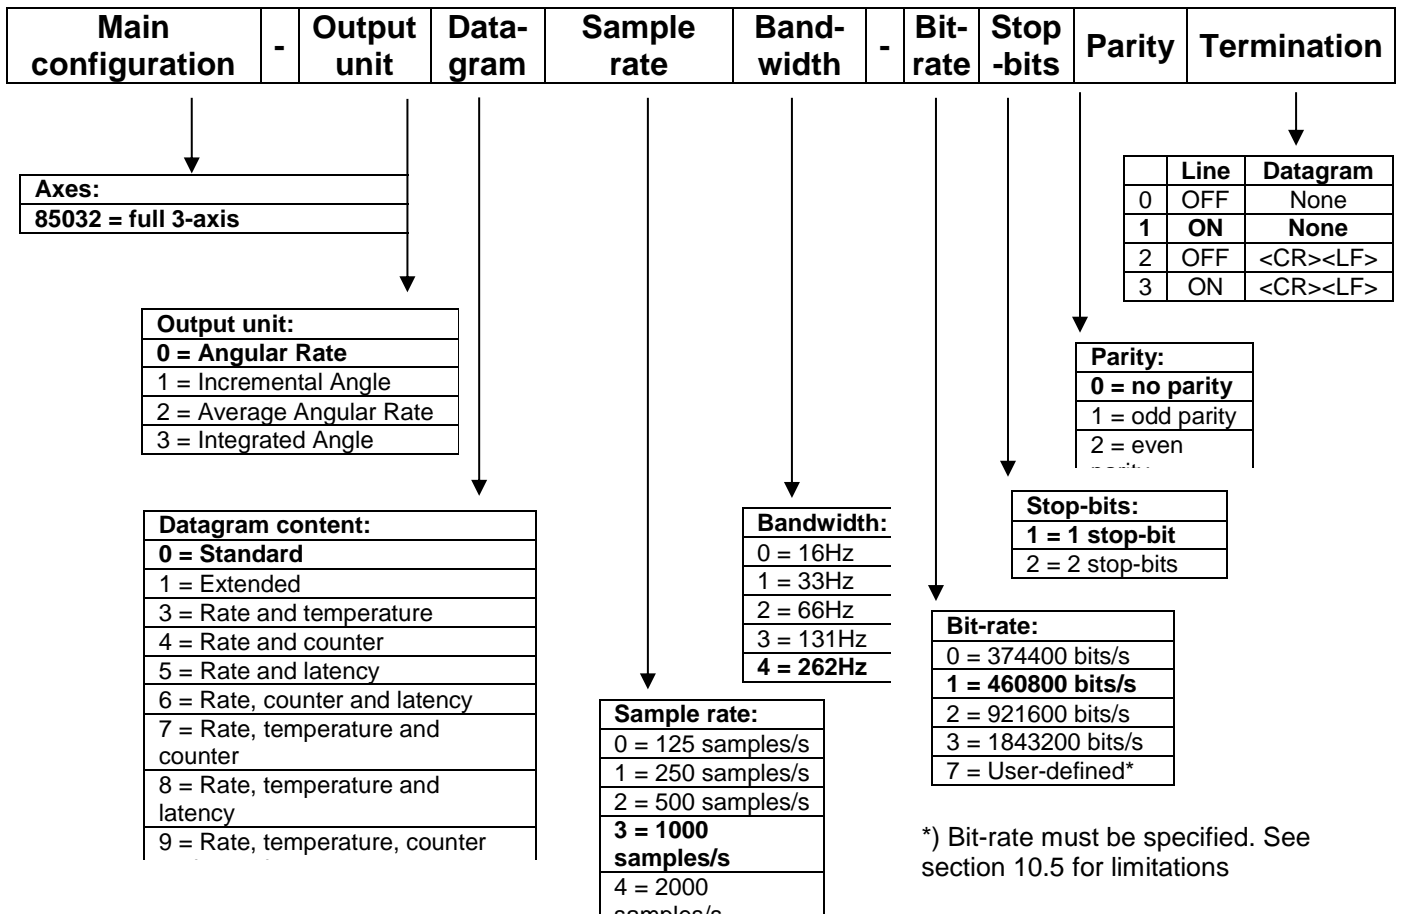 Main configuration
-
Output unit
Data-gram
Sample rate
Band-width
-
Bit-rate
Stop-bits
Parity
Termination
Axes:
85032 = full 3-axis
Line Datagram
0 OFF None
1 ON None
2 OFF <CR><LF>
3 ON <CR><LF>
Output unit:
0 = Angular Rate
1 = Incremental Angle
2 = Average Angular Rate
3 = Integrated Angle
Parity:
0 = no parity
1 = odd parity
2 = even
Stop-bits:
1 = 1 stop-bit
2 = 2 stop-bits
Datagram content:
0 = Standard
1 = Extended
3 = Rate and temperature
4 = Rate and counter
5 = Rate and latency
6 = Rate, counter and latency
7 = Rate, temperature and
counter
8 = Rate, temperature and
latency
9 = Rate, temperature, counter
Bandwidth:
0 = 16Hz
1 = 33Hz
2 = 66Hz
3 = 131Hz
4 = 262Hz
Bit-rate:
0 = 374400 bits/s
1 = 460800 bits/s
2 = 921600 bits/s
3 = 1843200 bits/s
7 = User-defined*
Sample rate:
0 = 125 samples/s
1 = 250 samples/s
2 = 500 samples/s
3 = 1000
samples/s
4 = 2000
*) Bit-rate must be specified. See
section 10.5 for limitations